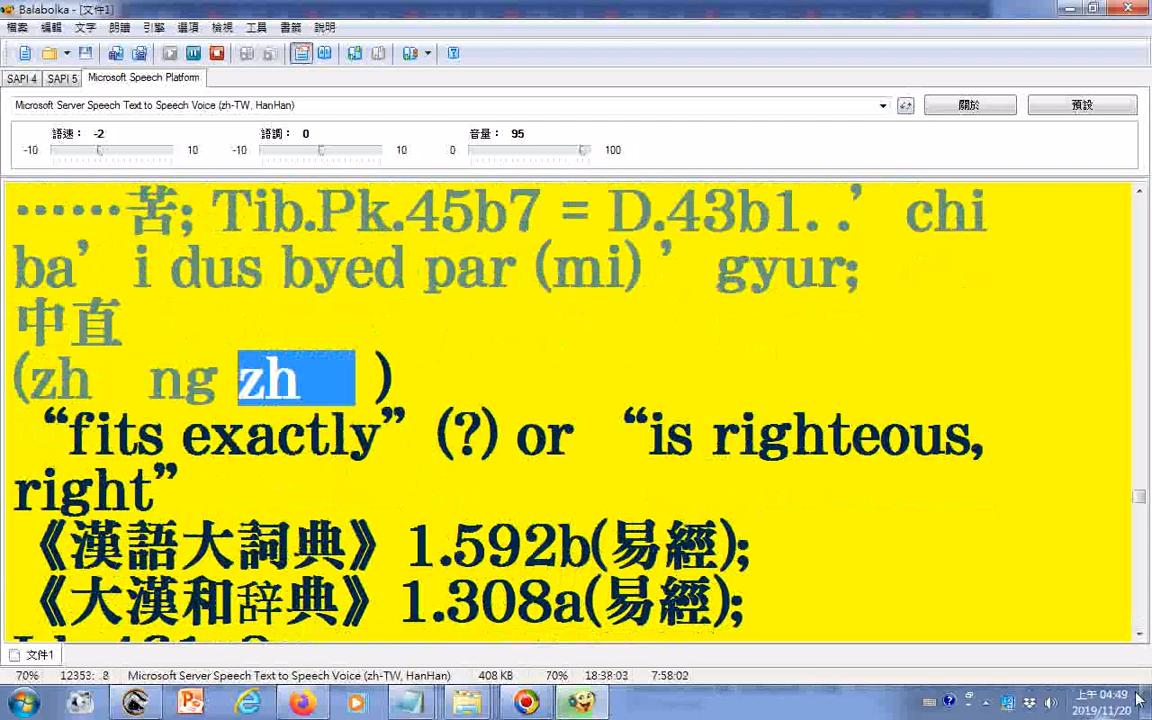 Balabolka - [文件1]
檔案 編輯 文字 朗讀 引擎 選項 檢視 工具 書籤 說明
SAPI 4 SAPI 5 Microsoft Speech Platform
Microsoft Server Speech Text to Speech Voice (zh-TW, HanHan) 關於 預設
語速： -2 語調： 0 音量： 95
-10 10 -10 10 0 100
……苦; Tib.Pk.45b7 = D.43b1. .’ chi
ba’ i dus byed par (mi) ’ gyur;
中直
(zh ng zh )
“fits exactly” (?) or “is righteous,
right”
《漢語大詞典》 1.592b(易經);
《大漢和辞典》 1.308a(易經);
文件1
70% 12353: 8 Microsoft Server Speech Text to Speech Voice (zh-TW, HanHan) 408 KB 70% 18:38:03 7:58:02
上午 04:49
2019/11/20